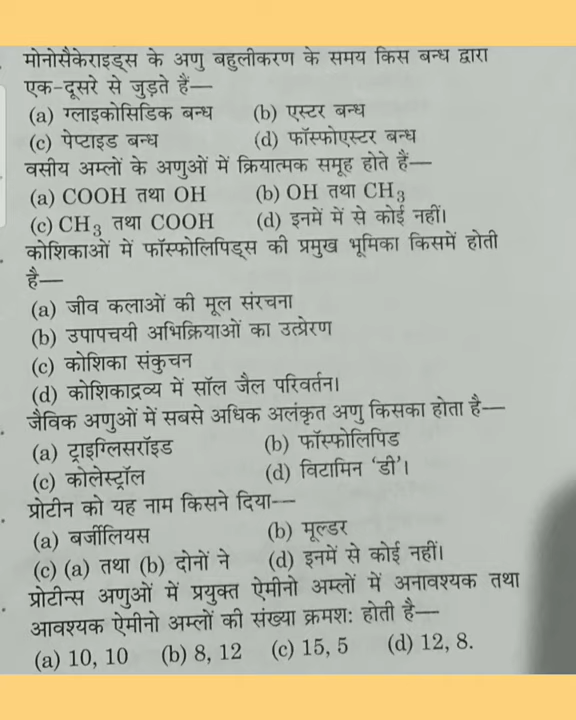 मोनोसैकेराइड्स के अणु बहुलीकरण के समय किस बन्ध द्वारा
एक-दूसरे से जुड़ते हैं—
(a) ग्लाइकोसिडिक बन्ध (b) एस्टर बन्ध
(c) पेप्टाइड बन्ध (d) फॉस्फोएस्टर बन्ध
वसीय अम्लों के अणुओं में क्रियात्मक समूह होते हैं—
(a) COOH तथा OH (b) OH तथा CH₃
(c) CH₃ तथा COOH (d) इनमें में से कोई नहीं।
कोशिकाओं में फॉस्फोलिपिड्स की प्रमुख भूमिका किसमें होती
है—
(a) जीव कलाओं की मूल संरचना
(b) उपापचयी अभिक्रियाओं का उत्प्रेरण
(c) कोशिका संकुचन
(d) कोशिकाद्रव्य में सॉल जैल परिवर्तन।
जैविक अणुओं में सबसे अधिक अलंकृत अणु किसका होता है—
(a) ट्राइग्लिसरॉइड (b) फॉस्फोलिपिड
(c) कोलेस्ट्रॉल (d) विटामिन ‘डी’।
प्रोटीन को यह नाम किसने दिया—
(a) बर्जीलियस (b) मूल्डर
(c) (a) तथा (b) दोनों ने (d) इनमें से कोई नहीं।
प्रोटीन्स अणुओं में प्रयुक्त ऐमीनो अम्लों में अनावश्यक तथा
आवश्यक ऐमीनो अम्लों की संख्या क्रमशः होती है—
(a) 10, 10 (b) 8, 12 (c) 15, 5 (d) 12, 8.